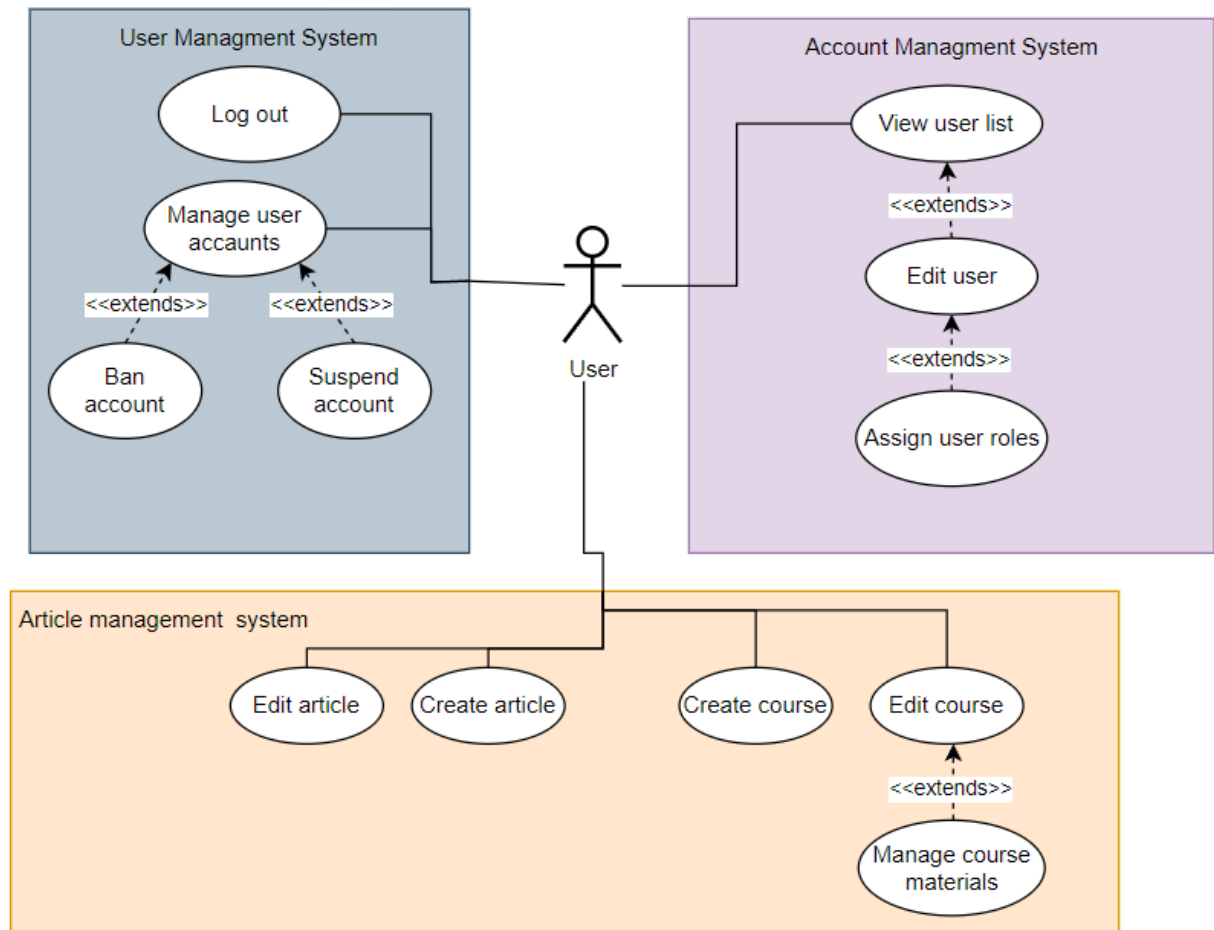 User Managment System
Log out
Manage user
accaunts
<<extends>>
<<extends>>
Ban
account
Suspend
account
User
Account Managment System
View user list
<<extends>>
Edit user
<<extends>>
Assign user roles
Article management  system
Edit article
Create article
Create course
Edit course
<<extends>>
Manage course
materials